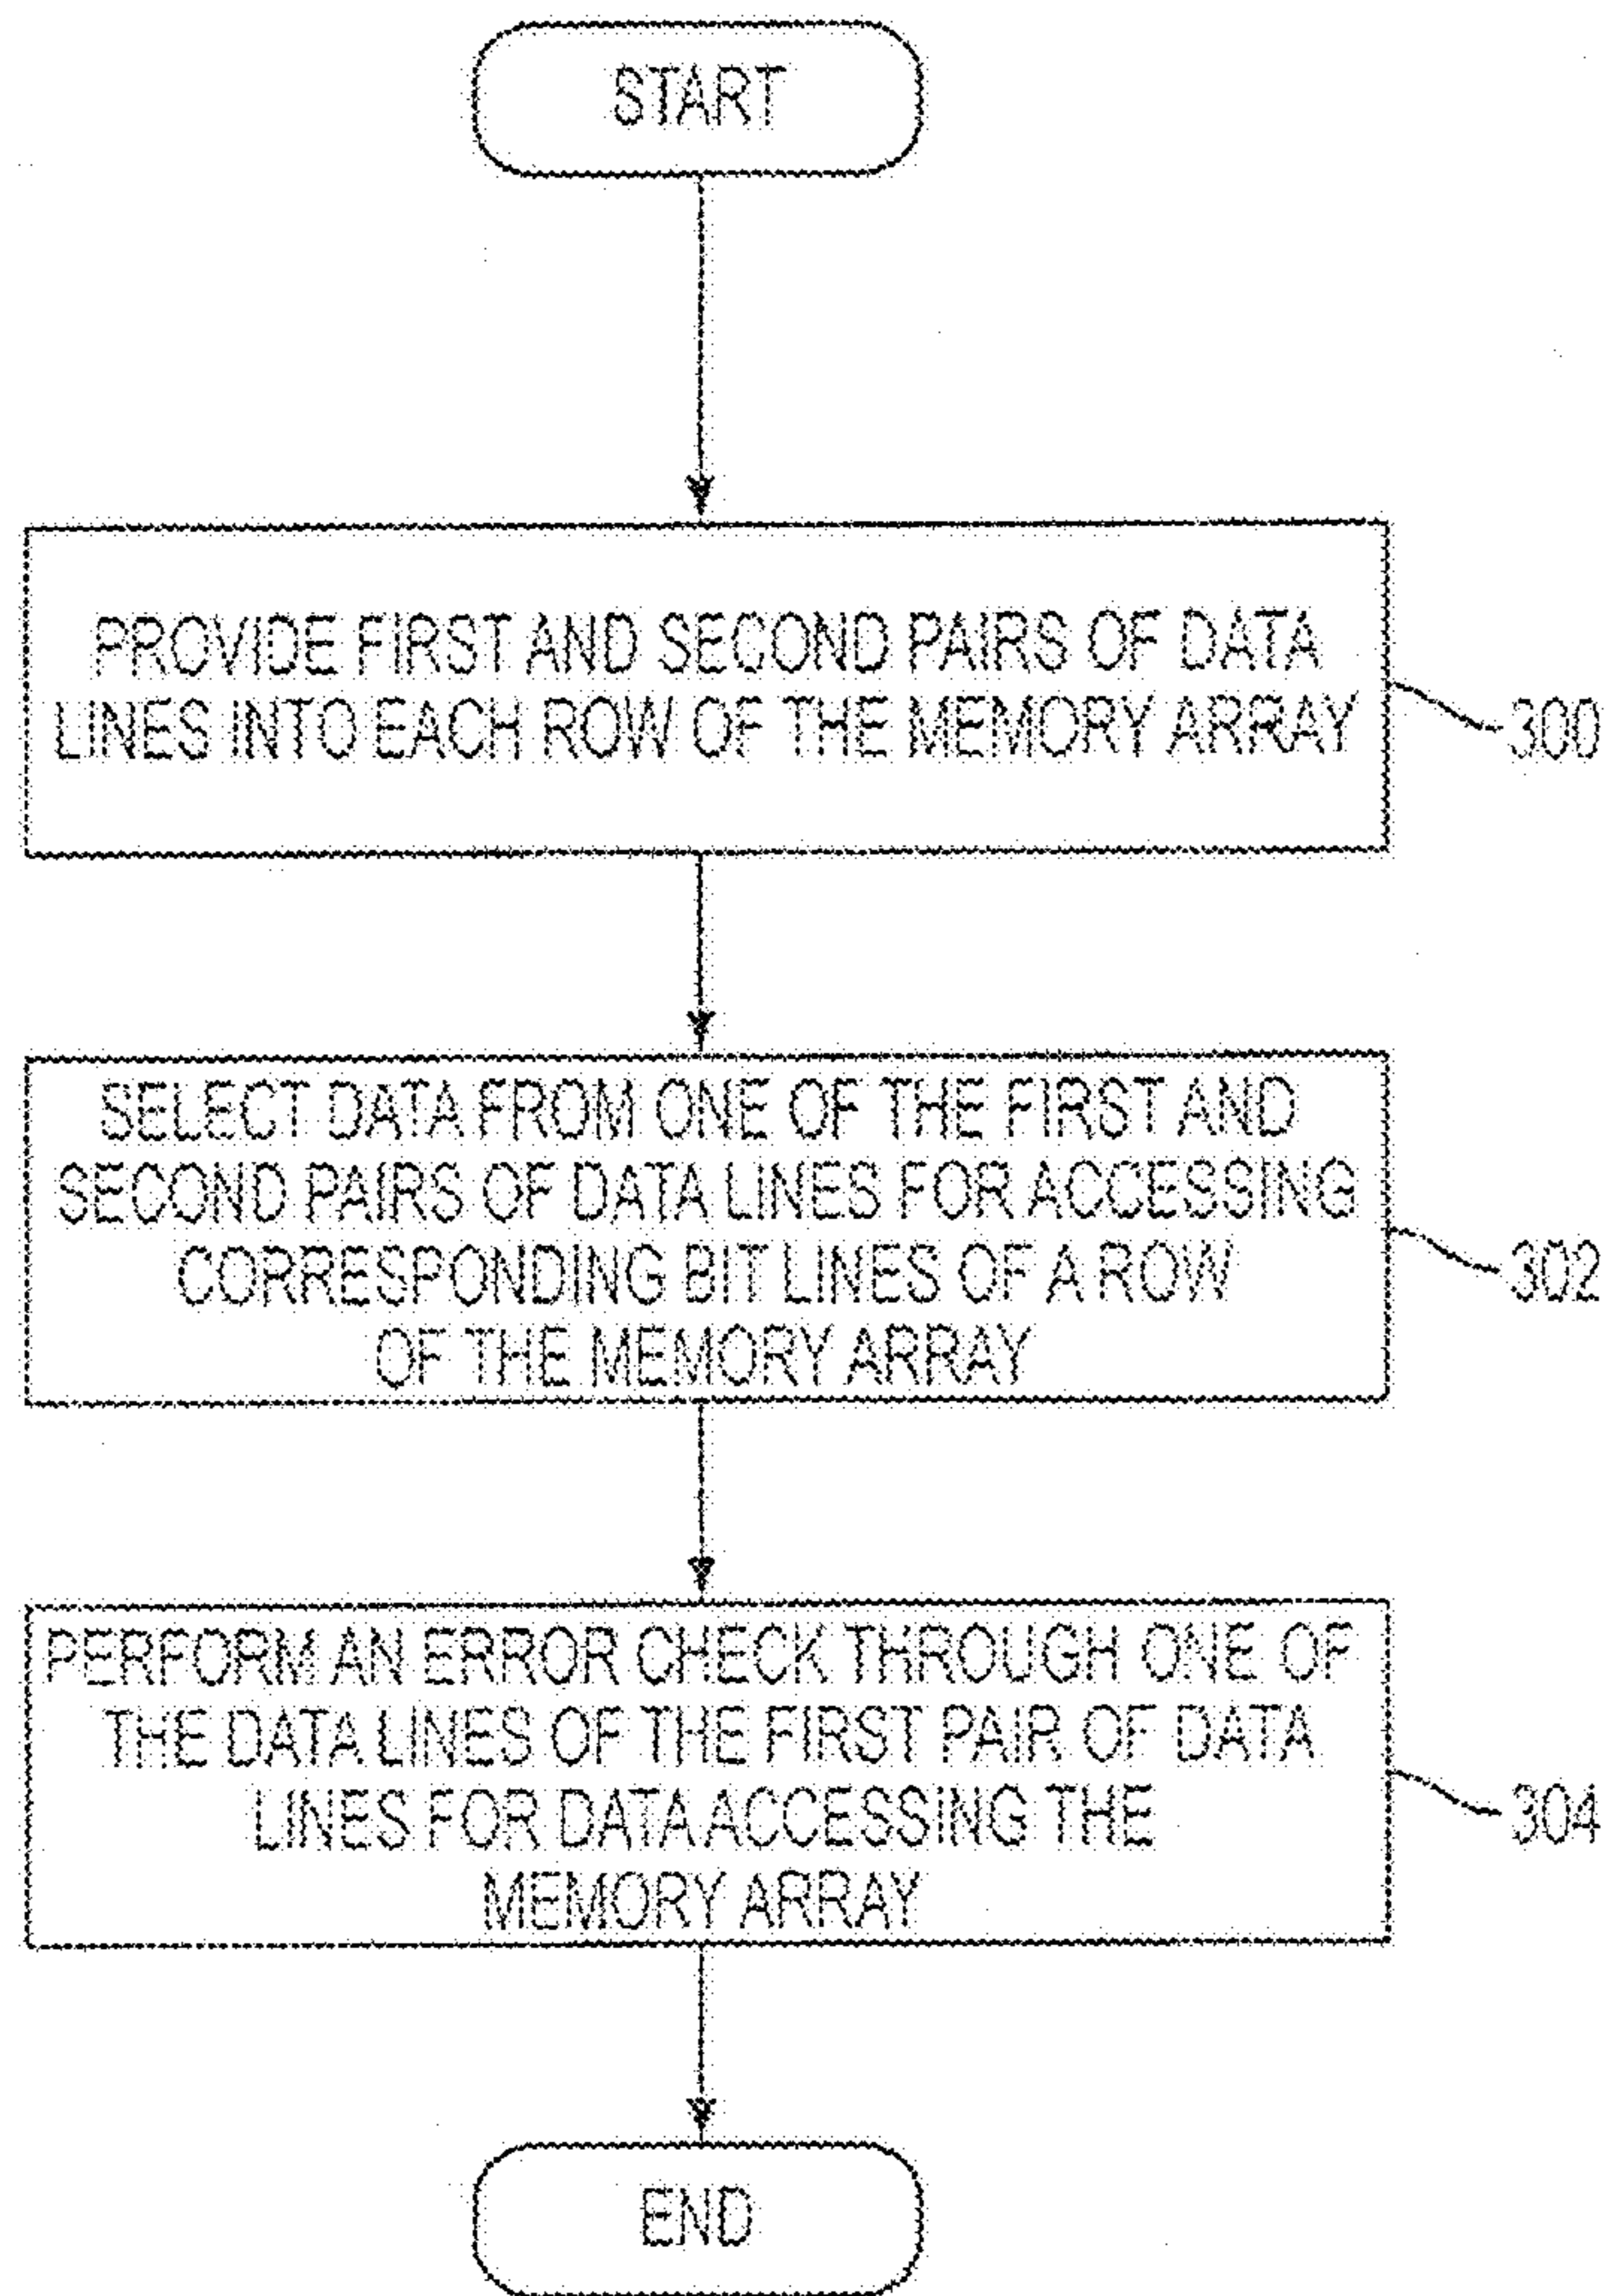 START
PROVIDE FIRST AND SECOND PAIRS OF DATA
LINES INTO EACH ROW OF THE MEMORY ARRAY
300
SELECT DATA FROM ONE OF THE FIRST AND
SECOND PAIRS OF DATA LINES FOR ACCESSING
CORRESPONDING BIT LINES OF A ROW
OF THE MEMORY ARRAY
302
PERFORM AN ERROR CHECK THROUGH ONE OF
THE DATA LINES OF THE FIRST PAIR OF DATA
LINES FOR DATA ACCESSING THE
MEMORY ARRAY
304
END